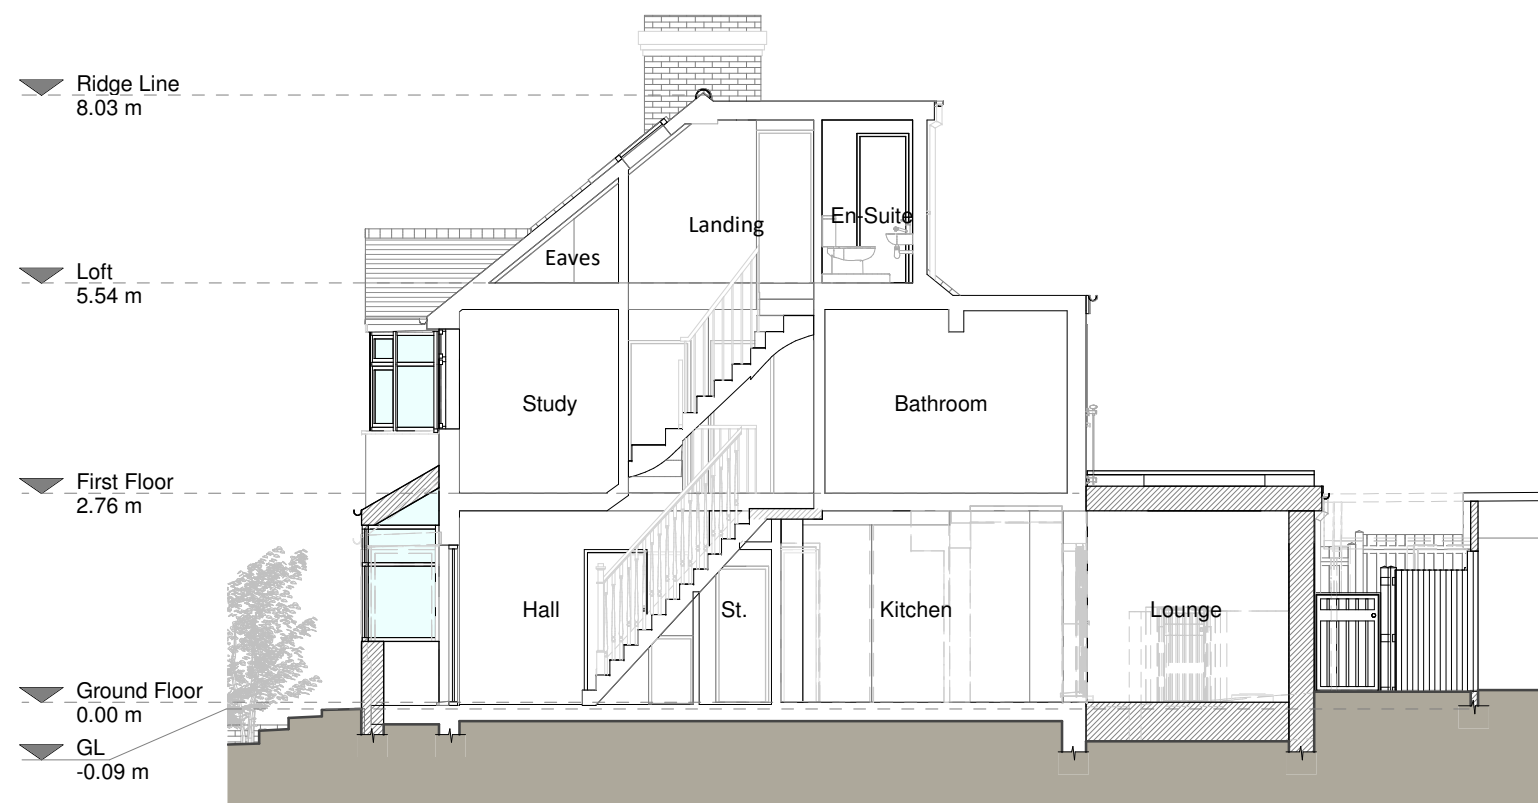 Ridge Line
8.03 m
Landing
En-Suite
Eaves
Loft
5.54 m
Study
Bathroom
First Floor
2.76 m
Hall
St.
Kitchen
Lounge
Ground Floor
0.00 m
GL
-0.09 m